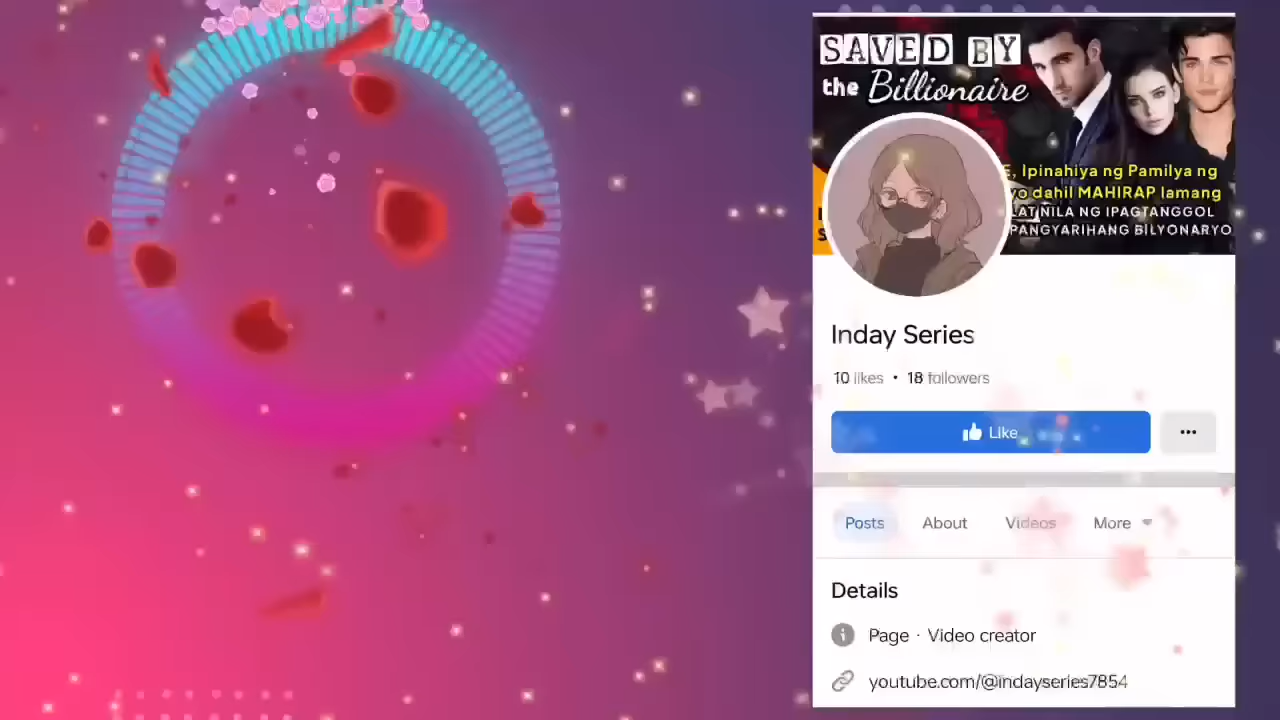 SAVED BY
the Billionaire
E, Ipinahiya ng Pamilya ng
yo dahil MAHIRAP lamang
LAT NILA NG IPAGTANGGOL
PANGYARIHANG BILYONARYO
Inday Series
10 likes • 18 followers
Like
Posts About Videos More
Details
Page · Video creator
youtube.com/@indayseries7854